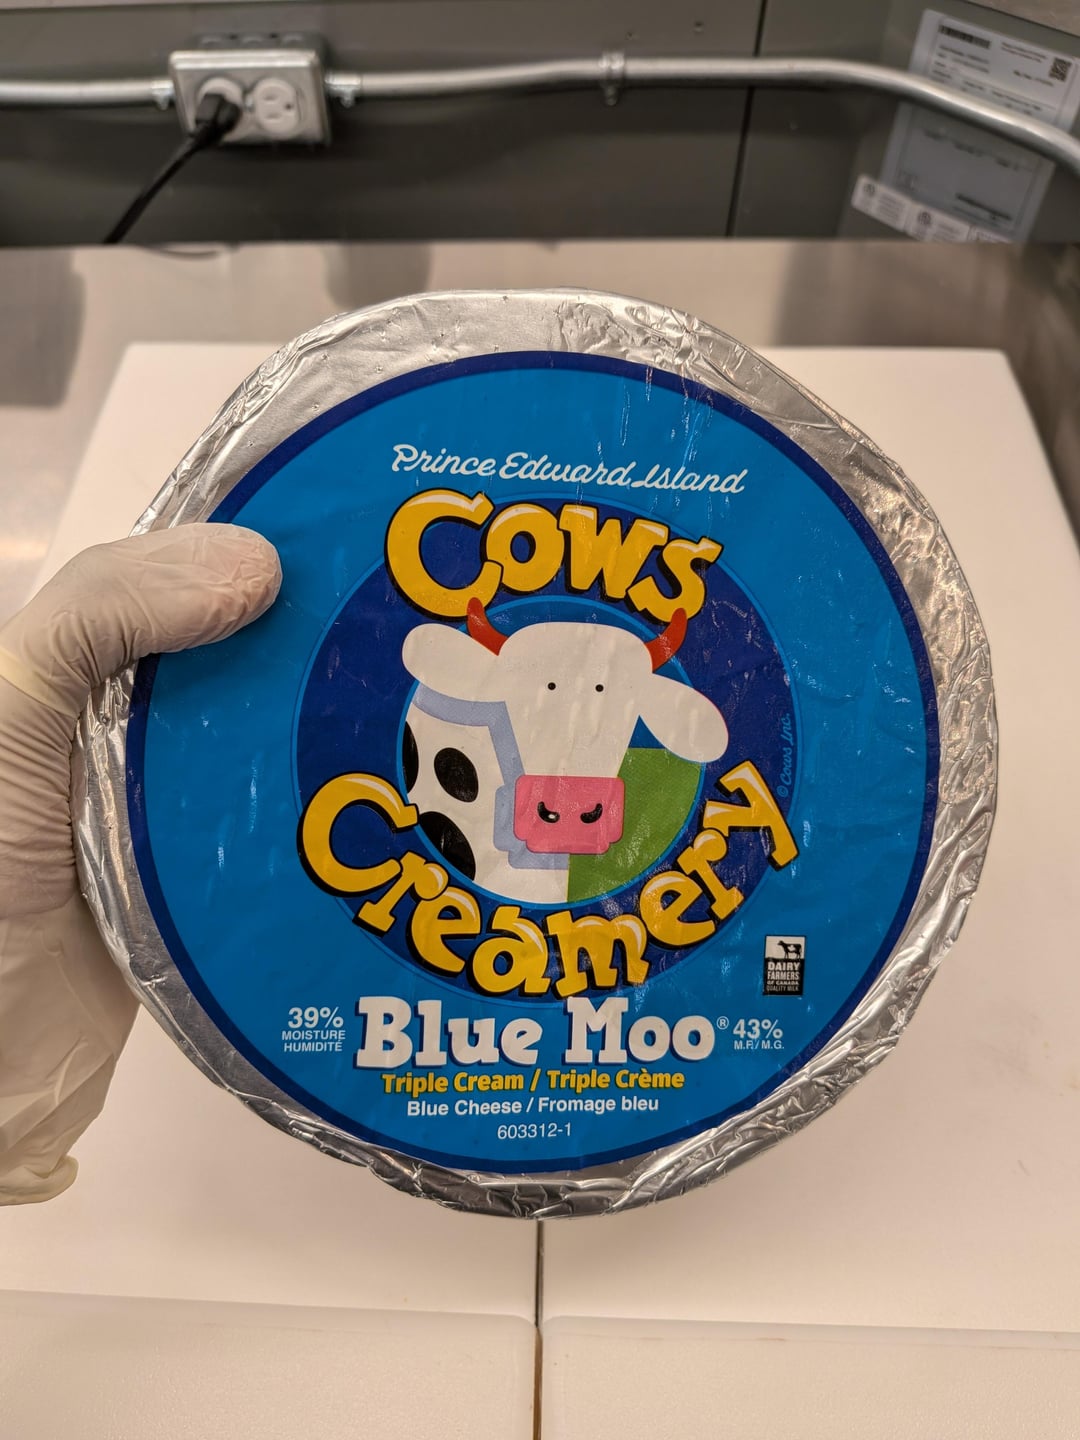 Prince Edward Island
Cows
Creamery
© Cows Inc.
DAIRY
FARMERS
OF CANADA
QUALITY MILK
39%
MOISTURE
HUMIDITÉ
Blue Moo®
43%
M.F./M.G.
Triple Cream / Triple Crème
Blue Cheese / Fromage bleu
603312-1